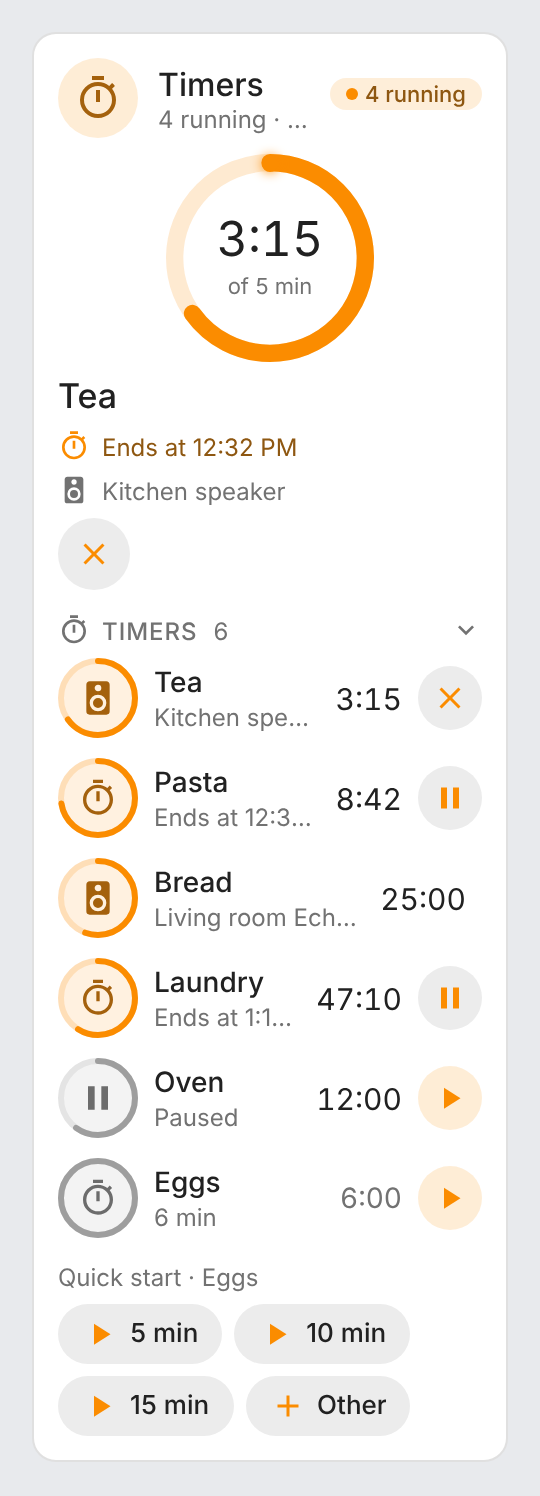 Timers
4 running · ...
4 running
3:15
of 5 min
Tea
Ends at 12:32 PM
Kitchen speaker
TIMERS 6
Tea
Kitchen spe...
3:15
Pasta
Ends at 12:3...
8:42
Bread
Living room Ech...
25:00
Laundry
Ends at 1:1...
47:10
Oven
Paused
12:00
Eggs
6 min
6:00
Quick start · Eggs
5 min
10 min
15 min
Other